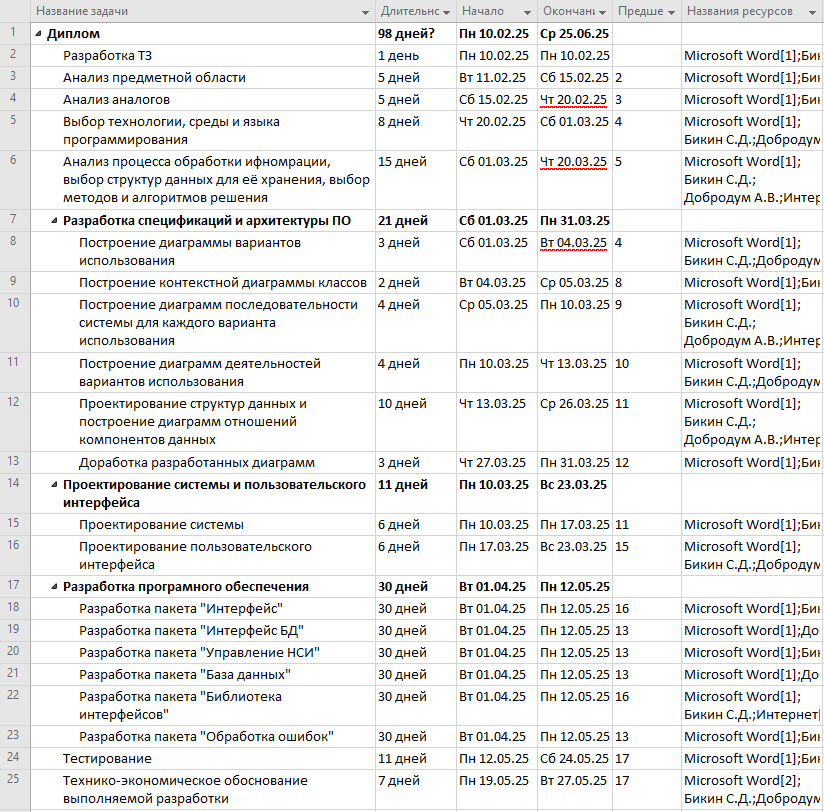 Название задачи Длительнс Начало Окончани Предше Названия ресурсов
1 Диплом 98 дней? Пн 10.02.25 Ср 25.06.25
2 Разработка ТЗ 1 день Пн 10.02.25 Пн 10.02.25 Microsoft Word[1];Бик
3 Анализ предметной области 5 дней Вт 11.02.25 Сб 15.02.25 2 Microsoft Word[1];Бик
4 Анализ аналогов 5 дней Сб 15.02.25 Чт 20.02.25 3 Microsoft Word[1];Бик
5 Выбор технологии, среды и языка 8 дней Чт 20.02.25 Сб 01.03.25 4 Microsoft Word[1];
программирования Бикин С.Д.;Добродум
6 Анализ процесса обработки ифномрации, 15 дней Сб 01.03.25 Чт 20.03.25 5 Microsoft Word[1];
выбор структур данных для её хранения, выбор Бикин С.Д.;
методов и алгоритмов решения Добродум А.В.;Интер
7 Разработка спецификаций и архитектуры ПО 21 дней Сб 01.03.25 Пн 31.03.25
8 Построение диаграммы вариантов 3 дней Сб 01.03.25 Вт 04.03.25 4 Microsoft Word[1];
использования Бикин С.Д.;Добродум
9 Построение контекстной диаграммы классов 2 дней Вт 04.03.25 Ср 05.03.25 8 Microsoft Word[1];Бик
10 Построение диаграмм последовательности 4 дней Ср 05.03.25 Пн 10.03.25 9 Microsoft Word[1];
системы для каждого варианта Бикин С.Д.;
использования Добродум А.В.;Интер
11 Построение диаграмм деятельностей 4 дней Пн 10.03.25 Чт 13.03.25 10 Microsoft Word[1];
вариантов использования Бикин С.Д.;Добродум
12 Проектирование структур данных и 10 дней Чт 13.03.25 Ср 26.03.25 11 Microsoft Word[1];
построение диаграмм отношений Бикин С.Д.;
компонентов данных Добродум А.В.;Интер
13 Доработка разработанных диаграмм 3 дней Чт 27.03.25 Пн 31.03.25 12 Microsoft Word[1];Бик
14 Проектирование системы и пользовательского 11 дней Пн 10.03.25 Вс 23.03.25
интерфейса
15 Проектирование системы 6 дней Пн 10.03.25 Пн 17.03.25 11 Microsoft Word[1];Бик
16 Проектирование пользовательского 6 дней Пн 17.03.25 Вс 23.03.25 15 Microsoft Word[1];
интерфейса Бикин С.Д.;Добродум
17 Разработка програмного обеспечения 30 дней Вт 01.04.25 Пн 12.05.25
18 Разработка пакета "Интерфейс" 30 дней Вт 01.04.25 Пн 12.05.25 16 Microsoft Word[1];Бик
19 Разработка пакета "Интерфейс БД" 30 дней Вт 01.04.25 Пн 12.05.25 13 Microsoft Word[1];До
20 Разработка пакета "Управление НСИ" 30 дней Вт 01.04.25 Пн 12.05.25 13 Microsoft Word[1];Бик
21 Разработка пакета "База данных" 30 дней Вт 01.04.25 Пн 12.05.25 13 Microsoft Word[1];До
22 Разработка пакета "Библиотека 30 дней Вт 01.04.25 Пн 12.05.25 16 Microsoft Word[1];
интерфейсов" Бикин С.Д.;Интернет[
23 Разработка пакета "Обработка ошибок" 30 дней Вт 01.04.25 Пн 12.05.25 13 Microsoft Word[1];Бик
24 Тестирование 11 дней Пн 12.05.25 Сб 24.05.25 17 Microsoft Word[1];Бик
25 Технико-экономическое обоснование 7 дней Пн 19.05.25 Вт 27.05.25 17 Microsoft Word[2];
выполняемой разработки Бикин С.Д.;Добродум